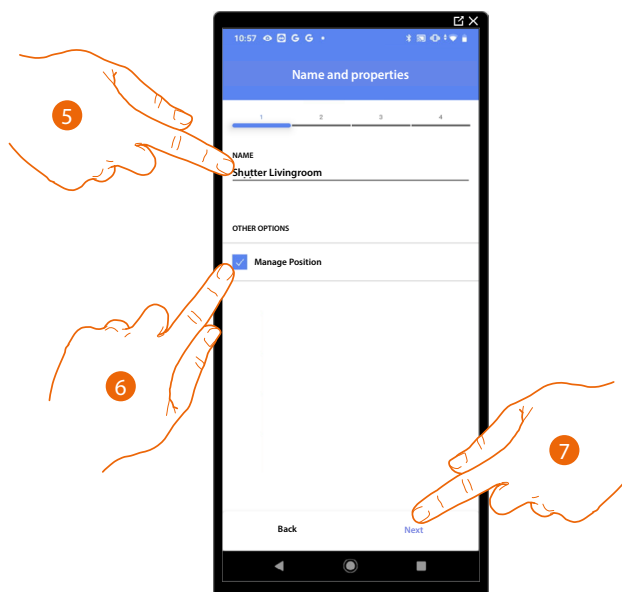 10:57 G G
Name and properties
1 2 3 4
NAME
Shutter Livingroom
OTHER OPTIONS
Manage Position
Back Next
5
6
7